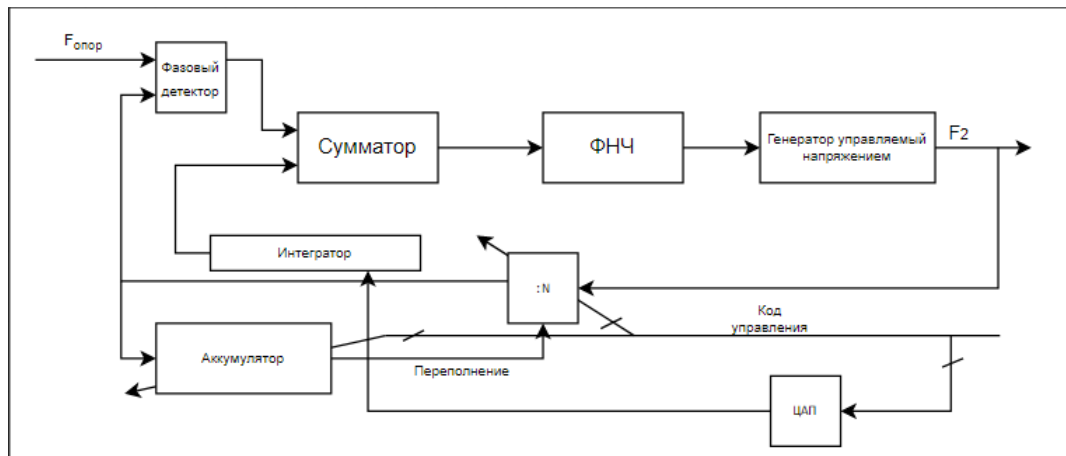 Fопор
Фазовый
детектор
Сумматор
ФНЧ
Генератор управляемый
напряжением
F2
Интегратор
:N
Код
управления
Аккумулятор
Переполнение
ЦАП